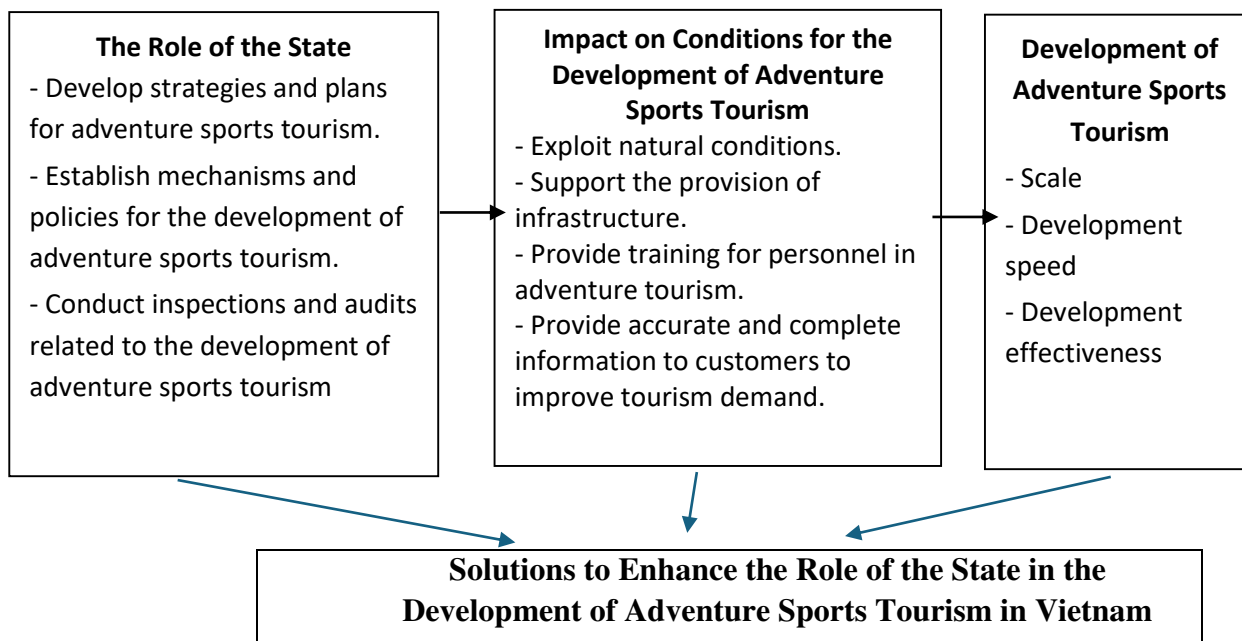 The Role of the State
- Develop strategies and plans
for adventure sports tourism.
- Establish mechanisms and
policies for the development of
adventure sports tourism.
- Conduct inspections and audits
related to the development of
adventure sports tourism
Impact on Conditions for the
Development of Adventure
Sports Tourism
- Exploit natural conditions.
- Support the provision of
infrastructure.
- Provide training for personnel in
adventure tourism.
- Provide accurate and complete
information to customers to
improve tourism demand.
Development of
Adventure Sports
Tourism
- Scale
- Development
speed
- Development
effectiveness
Solutions to Enhance the Role of the State in the
Development of Adventure Sports Tourism in Vietnam